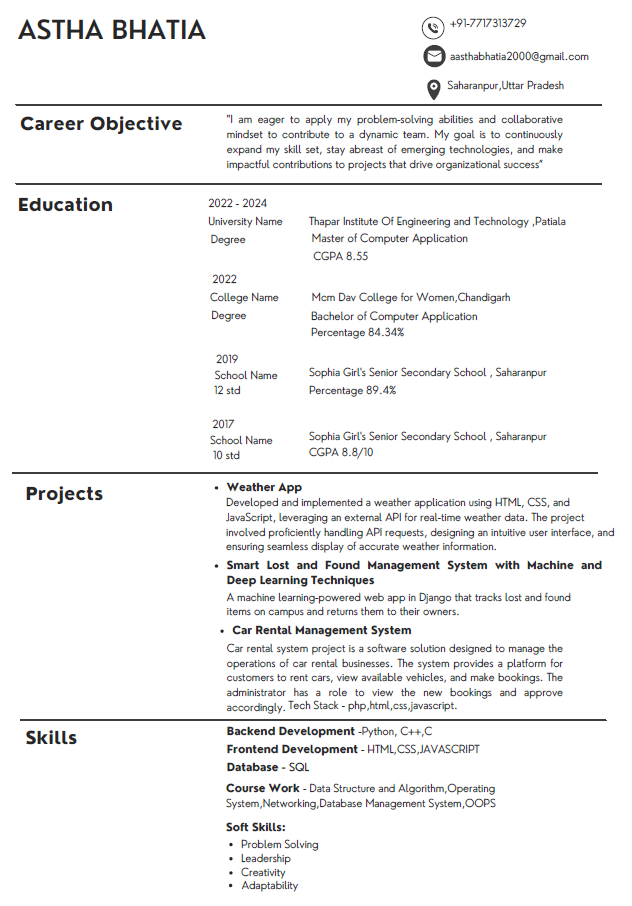 ASTHA BHATIA
+91-7717313729
aasthabhatia2000@gmail.com
Saharanpur,Uttar Pradesh
Career Objective
"I am eager to apply my problem-solving abilities and collaborative
mindset to contribute to a dynamic team. My goal is to continuously
expand my skill set, stay abreast of emerging technologies, and make
impactful contributions to projects that drive organizational success"
Education
2022 - 2024
University Name Thapar Institute Of Engineering and Technology ,Patiala
Degree Master of Computer Application
CGPA 8.55
2022
College Name Mcm Dav College for Women,Chandigarh
Degree Bachelor of Computer Application
Percentage 84.34%
2019
School Name Sophia Girl's Senior Secondary School , Saharanpur
12 std Percentage 89.4%
2017
School Name Sophia Girl's Senior Secondary School , Saharanpur
10 std CGPA 8.8/10
Projects
• Weather App
Developed and implemented a weather application using HTML, CSS, and
JavaScript, leveraging an external API for real-time weather data. The project
involved proficiently handling API requests, designing an intuitive user interface, and
ensuring seamless display of accurate weather information.
• Smart Lost and Found Management System with Machine and
Deep Learning Techniques
A machine learning-powered web app in Django that tracks lost and found
items on campus and returns them to their owners.
• Car Rental Management System
Car rental system project is a software solution designed to manage the
operations of car rental businesses. The system provides a platform for
customers to rent cars, view available vehicles, and make bookings. The
administrator has a role to view the new bookings and approve
accordingly. Tech Stack - php,html,css,javascript.
Skills
Backend Development -Python, C++,C
Frontend Development - HTML,CSS,JAVASCRIPT
Database - SQL
Course Work - Data Structure and Algorithm,Operating
System,Networking,Database Management System,OOPS
Soft Skills:
• Problem Solving
• Leadership
• Creativity
• Adaptability